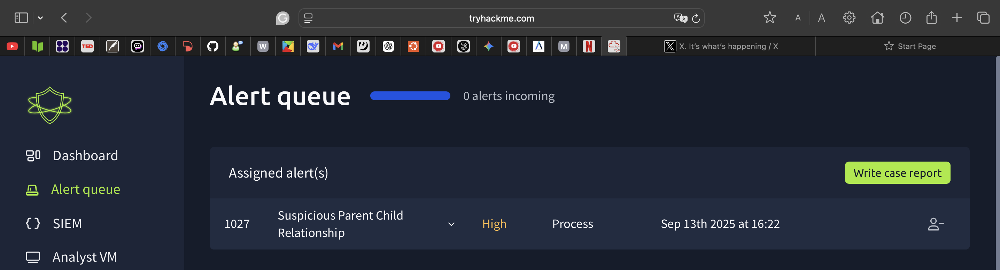 tryhackme.com
A A
TED
W
M
X. It's what's happening / X
Start Page
Alert queue
0 alerts incoming
Dashboard
Assigned alert(s)
Write case report
Alert queue
1027
Suspicious Parent Child
Relationship
High
Process
Sep 13th 2025 at 16:22
SIEM
Analyst VM